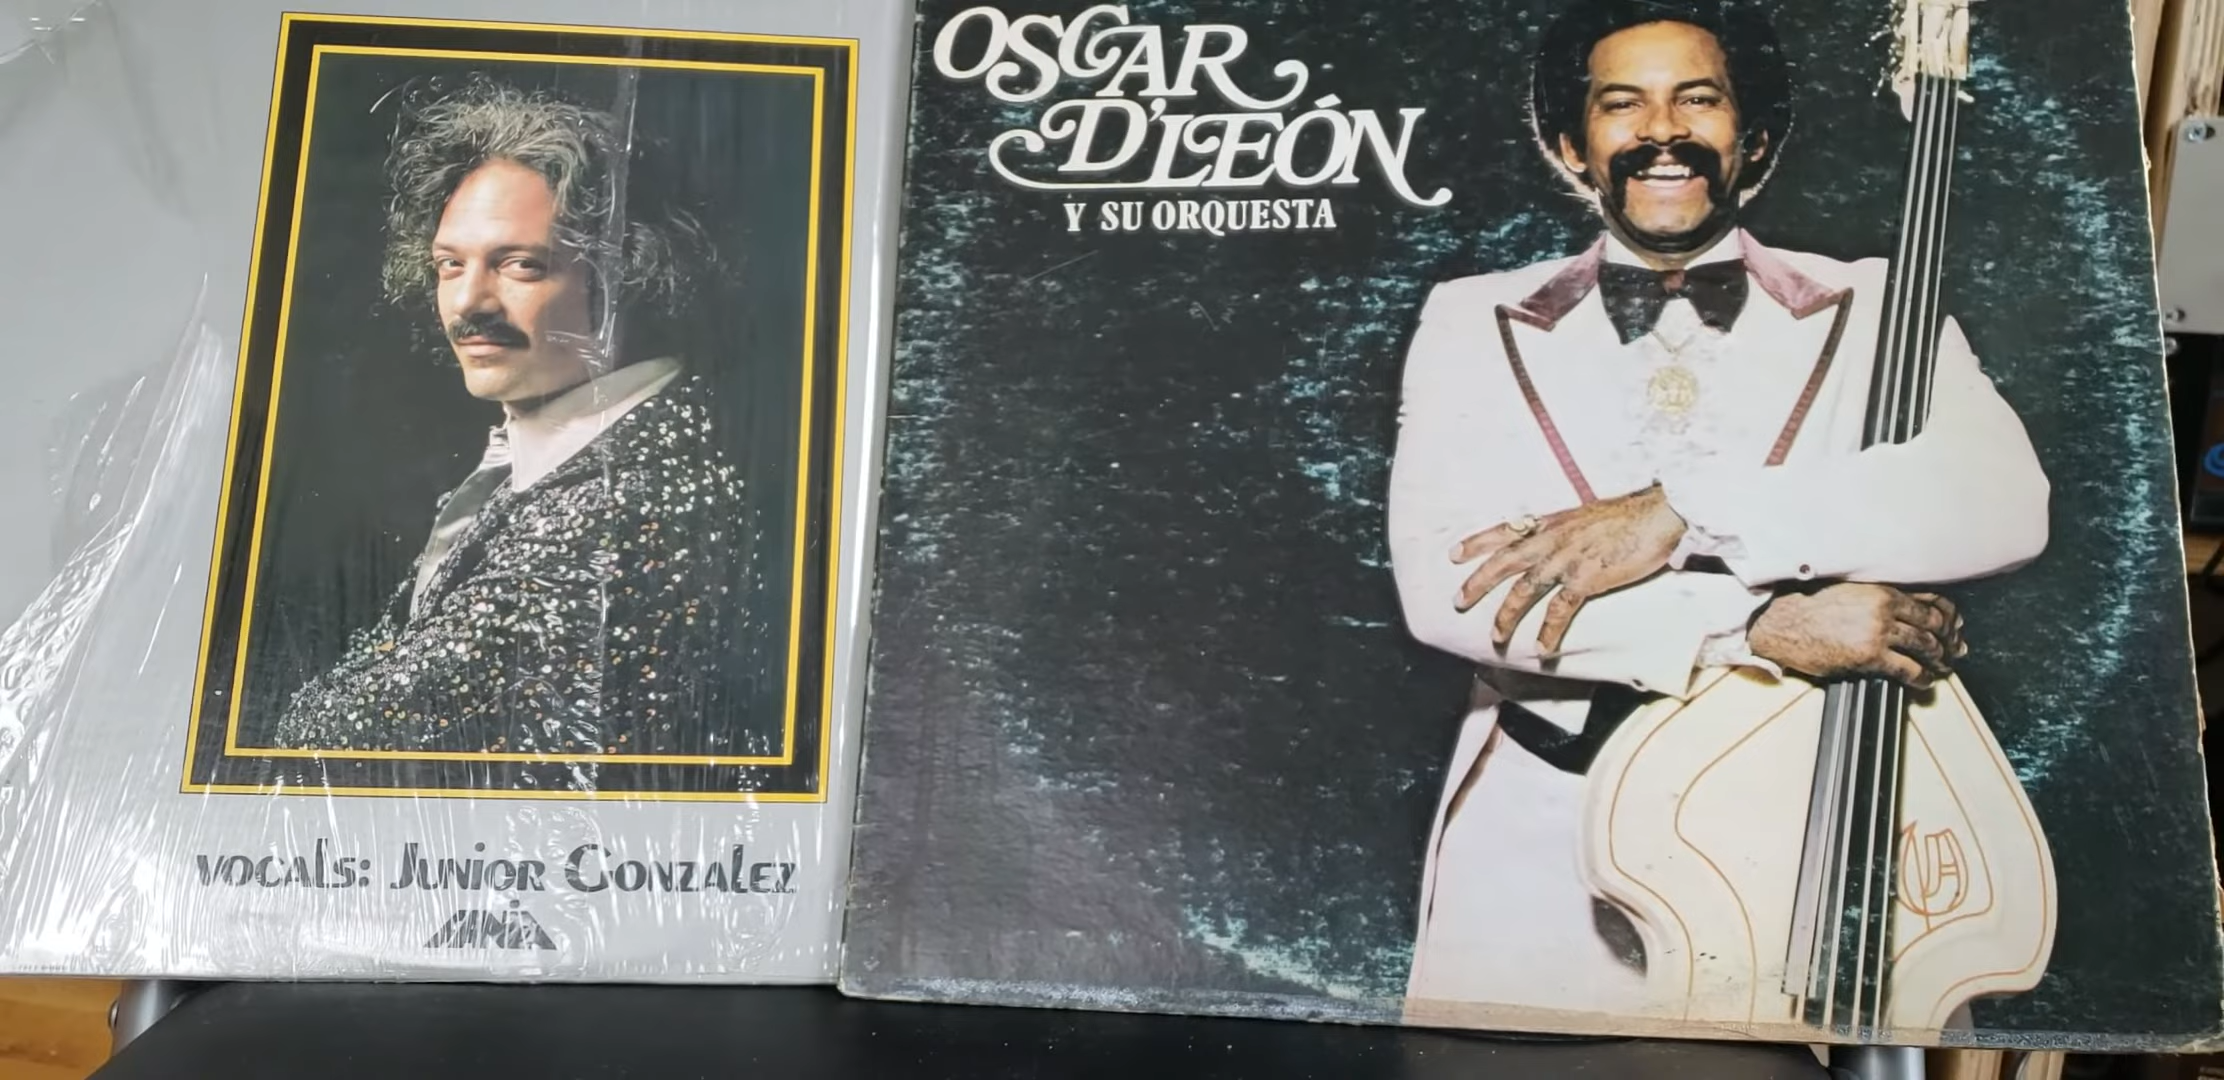 vocals: Junior Gonzalez
FANIA
OSCAR
D'LEÓN
Y SU ORQUESTA